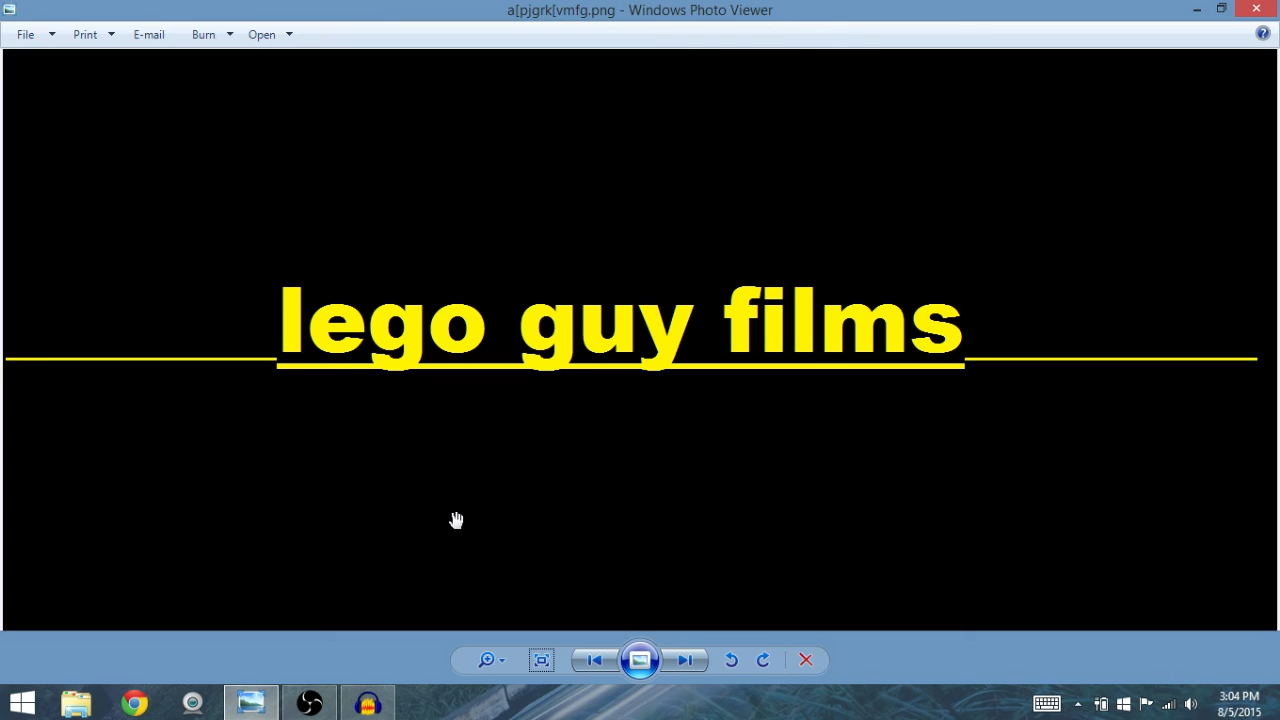 a[pjgrk[vmfg.png - Windows Photo Viewer
File Print E-mail Burn Open
lego guy films
3:04 PM
8/5/2015